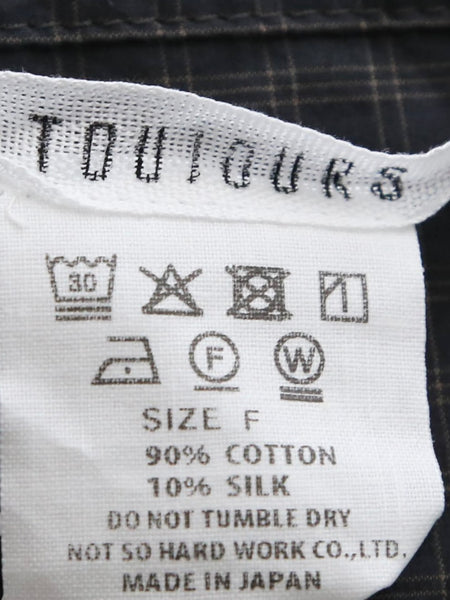 TOUJOURS
30
F W
SIZE F
90% COTTON
10% SILK
DO NOT TUMBLE DRY
NOT SO HARD WORK CO.,LTD.
MADE IN JAPAN